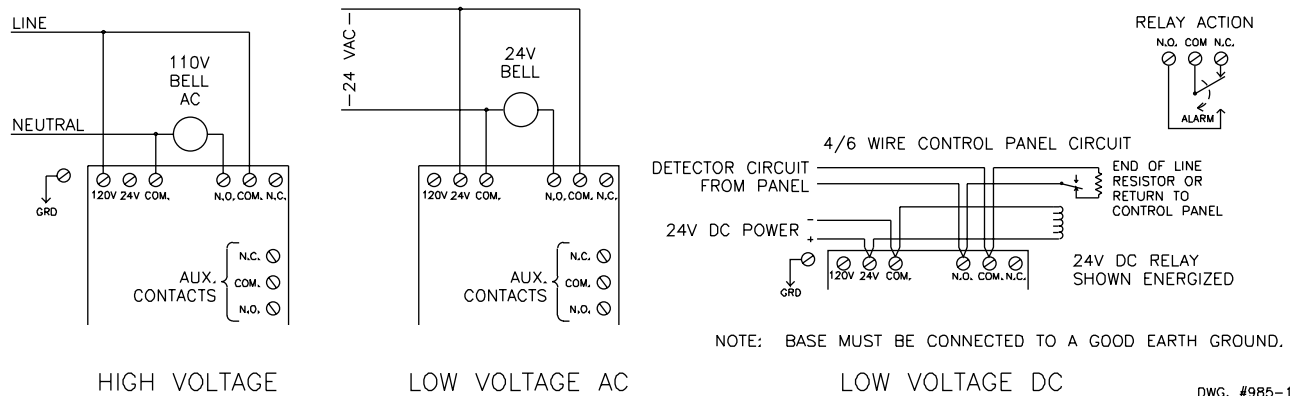 LINE
110V
BELL
AC
NEUTRAL
GRD
120V 24V COM. N.O. COM. N.C.
AUX.
CONTACTS
N.C.
COM.
N.O.
HIGH VOLTAGE
24 VAC
24V
BELL
120V 24V COM. N.O. COM. N.C.
AUX.
CONTACTS
N.C.
COM.
N.O.
LOW VOLTAGE AC
RELAY ACTION
N.O. COM N.C.
ALARM
4/6 WIRE CONTROL PANEL CIRCUIT
DETECTOR CIRCUIT
FROM PANEL
END OF LINE
RESISTOR OR
RETURN TO
CONTROL PANEL
24V DC POWER
-
+
GRD
120V 24V COM. N.O. COM. N.C.
24V DC RELAY
SHOWN ENERGIZED
NOTE: BASE MUST BE CONNECTED TO A GOOD EARTH GROUND.
LOW VOLTAGE DC
DWG. #985-1